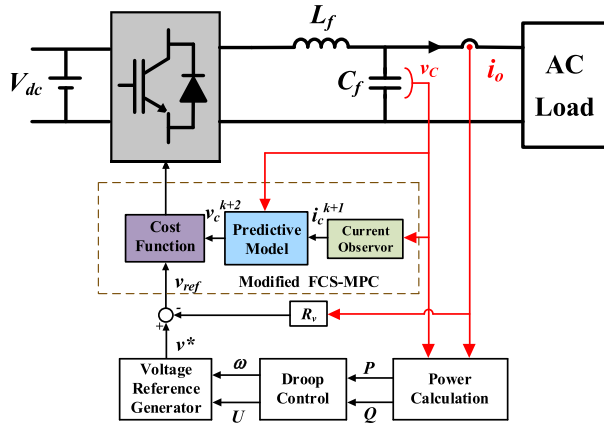 L_f
V_dc
C_f
v_C
i_o
AC
Load
v_c^{k+2}
i_c^{k+1}
Cost
Function
Predictive
Model
Current
Observor
Modified FCS-MPC
v_ref
-
+
R_v
v*
Voltage
Reference
Generator
ω
U
Droop
Control
P
Q
Power
Calculation